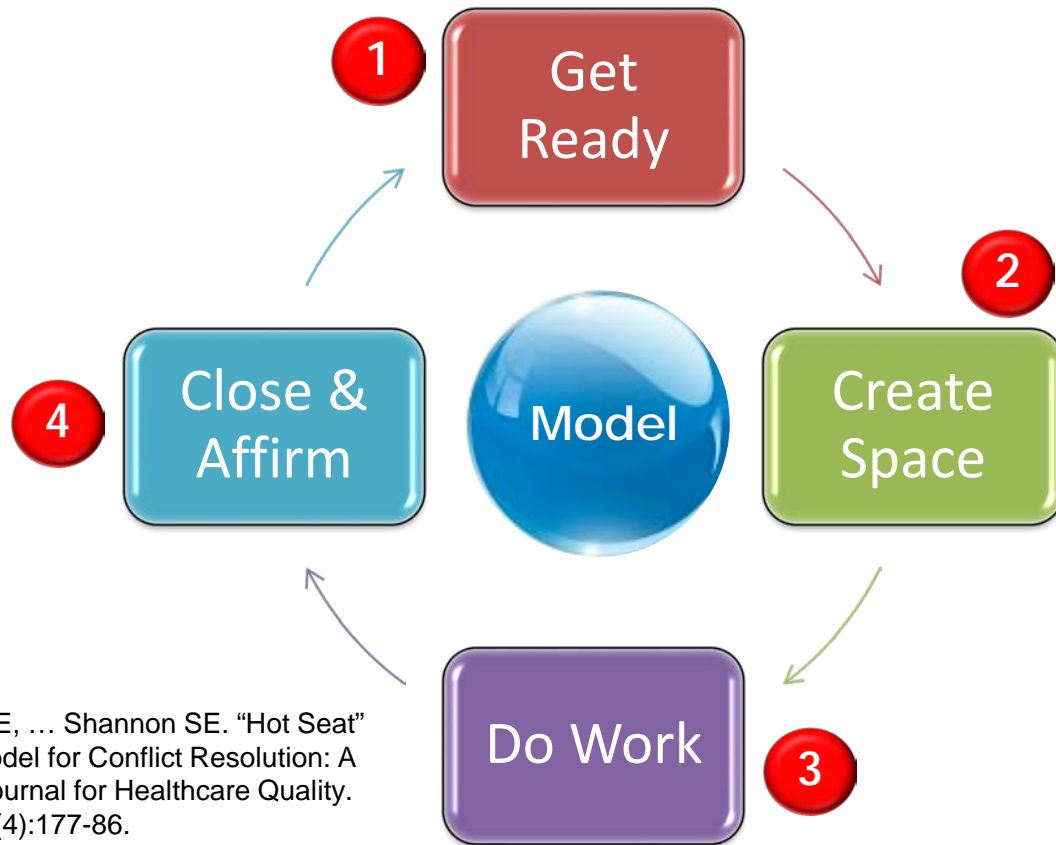 1
Get
Ready
2
Create
Space
Model
Close &
Affirm
4
Do Work
3
E, … Shannon SE. “Hot Seat”
del for Conflict Resolution: A
ournal for Healthcare Quality.
(4):177-86.